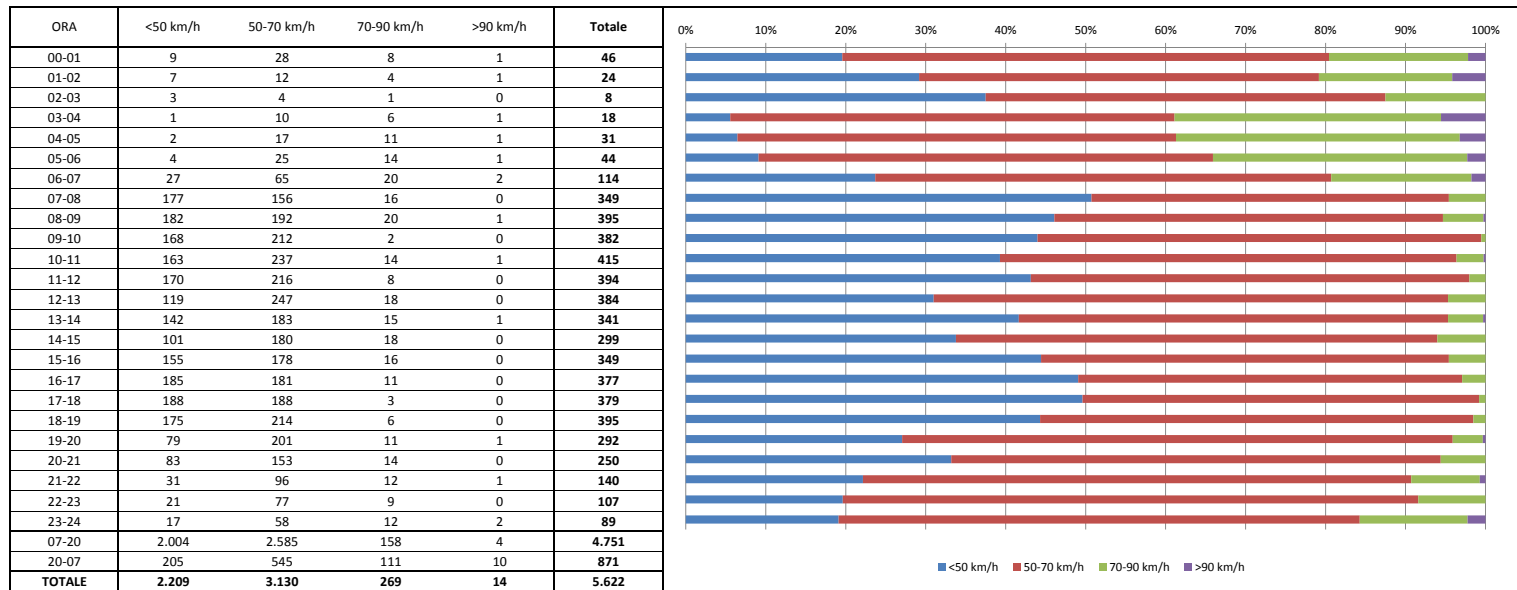 ORA <50 km/h 50-70 km/h 70-90 km/h >90 km/h Totale
0% 10% 20% 30% 40% 50% 60% 70% 80% 90% 100%
00-01 9 28 8 1 46
01-02 7 12 4 1 24
02-03 3 4 1 0 8
03-04 1 10 6 1 18
04-05 2 17 11 1 31
05-06 4 25 14 1 44
06-07 27 65 20 2 114
07-08 177 156 16 0 349
08-09 182 192 20 1 395
09-10 168 212 2 0 382
10-11 163 237 14 1 415
11-12 170 216 8 0 394
12-13 119 247 18 0 384
13-14 142 183 15 1 341
14-15 101 180 18 0 299
15-16 155 178 16 0 349
16-17 185 181 11 0 377
17-18 188 188 3 0 379
18-19 175 214 6 0 395
19-20 79 201 11 1 292
20-21 83 153 14 0 250
21-22 31 96 12 1 140
22-23 21 77 9 0 107
23-24 17 58 12 2 89
07-20 2.004 2.585 158 4 4.751
20-07 205 545 111 10 871
TOTALE 2.209 3.130 269 14 5.622
<50 km/h 50-70 km/h 70-90 km/h >90 km/h